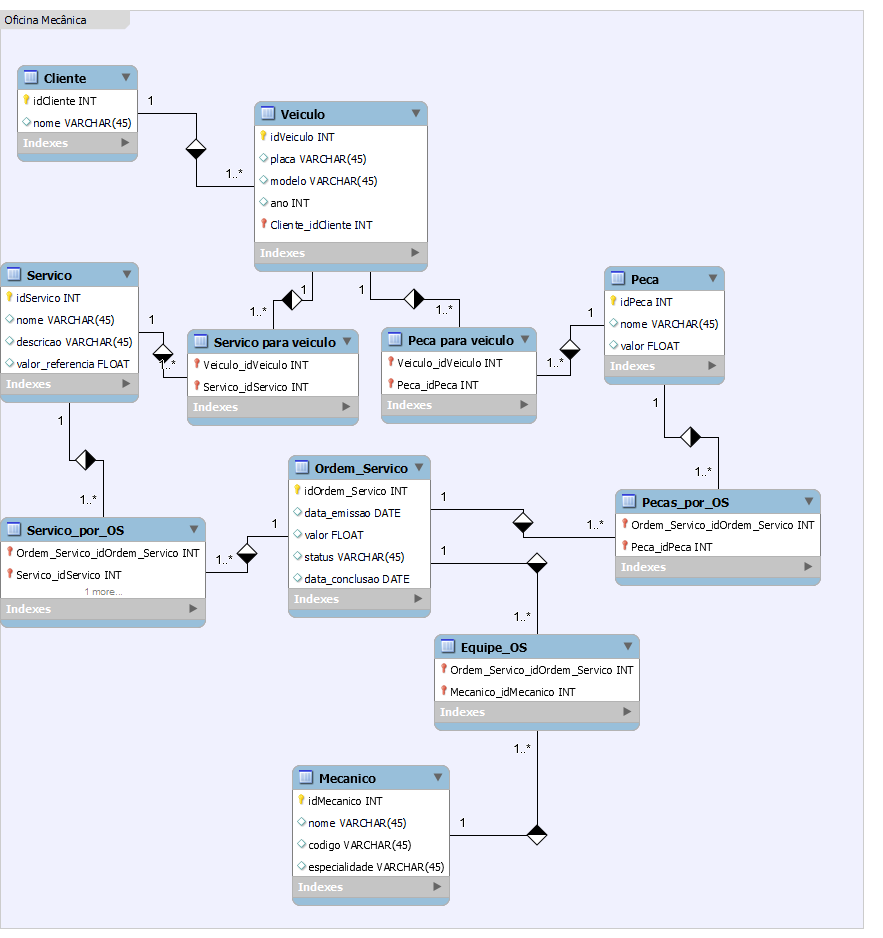 Oficina Mecânica
Cliente
idCliente INT
nome VARCHAR(45)
Indexes
1
1..*
Veiculo
idVeiculo INT
placa VARCHAR(45)
modelo VARCHAR(45)
ano INT
Cliente_idCliente INT
Indexes
Servico
idServico INT
nome VARCHAR(45)
descricao VARCHAR(45)
valor_referencia FLOAT
Indexes
1
1..*
1
1..*
1
1..*
Servico para veiculo
Veiculo_idVeiculo INT
Servico_idServico INT
Indexes
Peca para veiculo
Veiculo_idVeiculo INT
Peca_idPeca INT
Indexes
1
1..*
Peca
idPeca INT
nome VARCHAR(45)
valor FLOAT
Indexes
1
1..*
1
1..*
Servico_por_OS
Ordem_Servico_idOrdem_Servico INT
Servico_idServico INT
1 more...
Indexes
1
1..*
Ordem_Servico
idOrdem_Servico INT
data_emissao DATE
valor FLOAT
status VARCHAR(45)
data_conclusao DATE
Indexes
1
1..*
Pecas_por_OS
Ordem_Servico_idOrdem_Servico INT
Peca_idPeca INT
Indexes
1
1..*
Equipe_OS
Ordem_Servico_idOrdem_Servico INT
Mecanico_idMecanico INT
Indexes
1..*
1
Mecanico
idMecanico INT
nome VARCHAR(45)
codigo VARCHAR(45)
especialidade VARCHAR(45)
Indexes